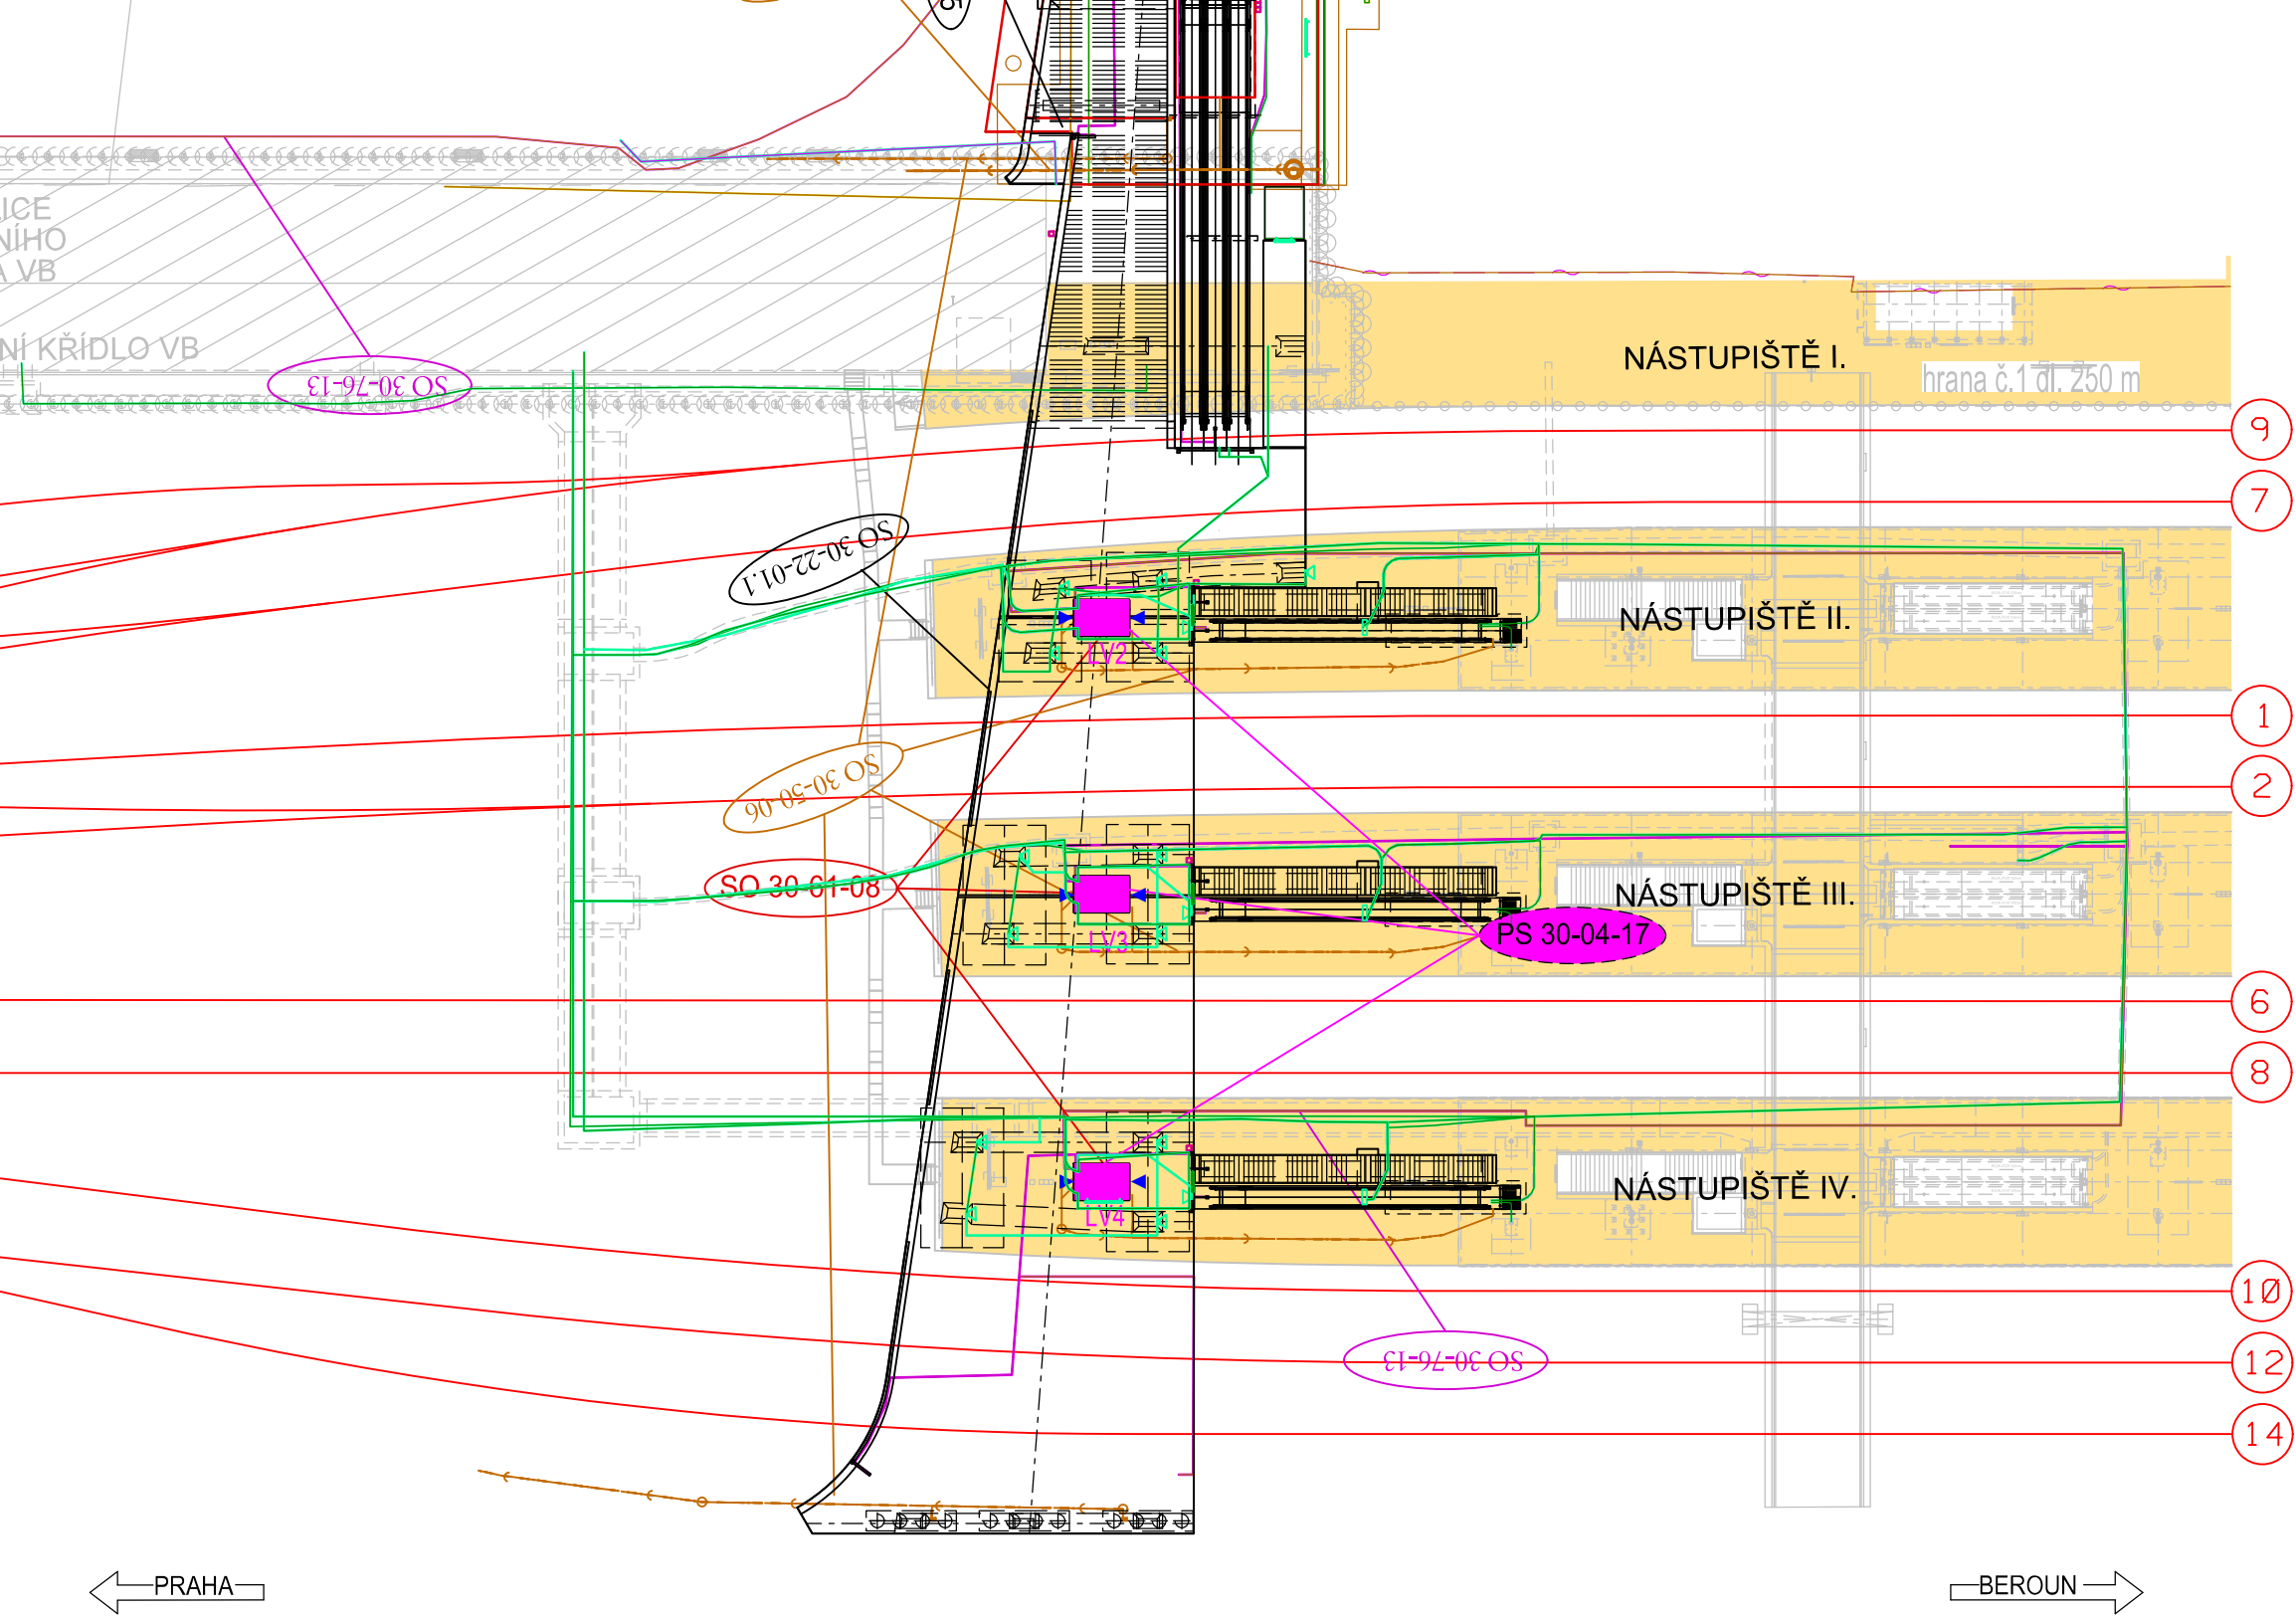 ICE
NÍHO
A VB
NÍ KŘÍDLO VB
SO 30-76-13
NÁSTUPIŠTĚ I.
hrana č.1 dl. 250 m
9
7
SO 30-22-01.1
NÁSTUPIŠTĚ II.
LV2
1
SO 30-50-06
2
SO 30-61-08
NÁSTUPIŠTĚ III.
LV3
PS 30-04-17
6
8
NÁSTUPIŠTĚ IV.
LV4
10
SO 30-76-13
12
14
PRAHA
BEROUN